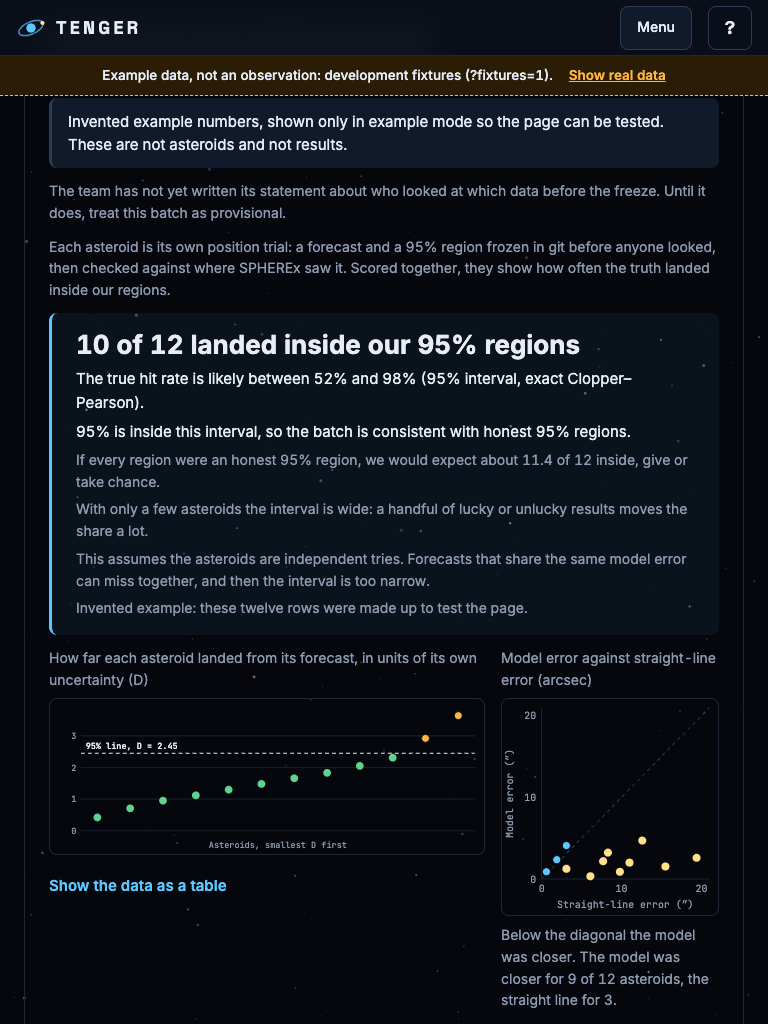 TENGER
Menu
?
Example data, not an observation: development fixtures (?fixtures=1). Show real data
Invented example numbers, shown only in example mode so the page can be tested.
These are not asteroids and not results.
The team has not yet written its statement about who looked at which data before the freeze. Until it
does, treat this batch as provisional.
Each asteroid is its own position trial: a forecast and a 95% region frozen in git before anyone looked,
then checked against where SPHEREx saw it. Scored together, they show how often the truth landed
inside our regions.
10 of 12 landed inside our 95% regions
The true hit rate is likely between 52% and 98% (95% interval, exact Clopper–
Pearson).
95% is inside this interval, so the batch is consistent with honest 95% regions.
If every region were an honest 95% region, we would expect about 11.4 of 12 inside, give or
take chance.
With only a few asteroids the interval is wide: a handful of lucky or unlucky results moves the
share a lot.
This assumes the asteroids are independent tries. Forecasts that share the same model error
can miss together, and then the interval is too narrow.
Invented example: these twelve rows were made up to test the page.
How far each asteroid landed from its forecast, in units of its own
uncertainty (D)
3
95% line, D = 2.45
2
1
0
Asteroids, smallest D first
Show the data as a table
Model error against straight-line
error (arcsec)
20
10
0
Model error (″)
0 10 20
Straight-line error (″)
Below the diagonal the model
was closer. The model was
closer for 9 of 12 asteroids, the
straight line for 3.